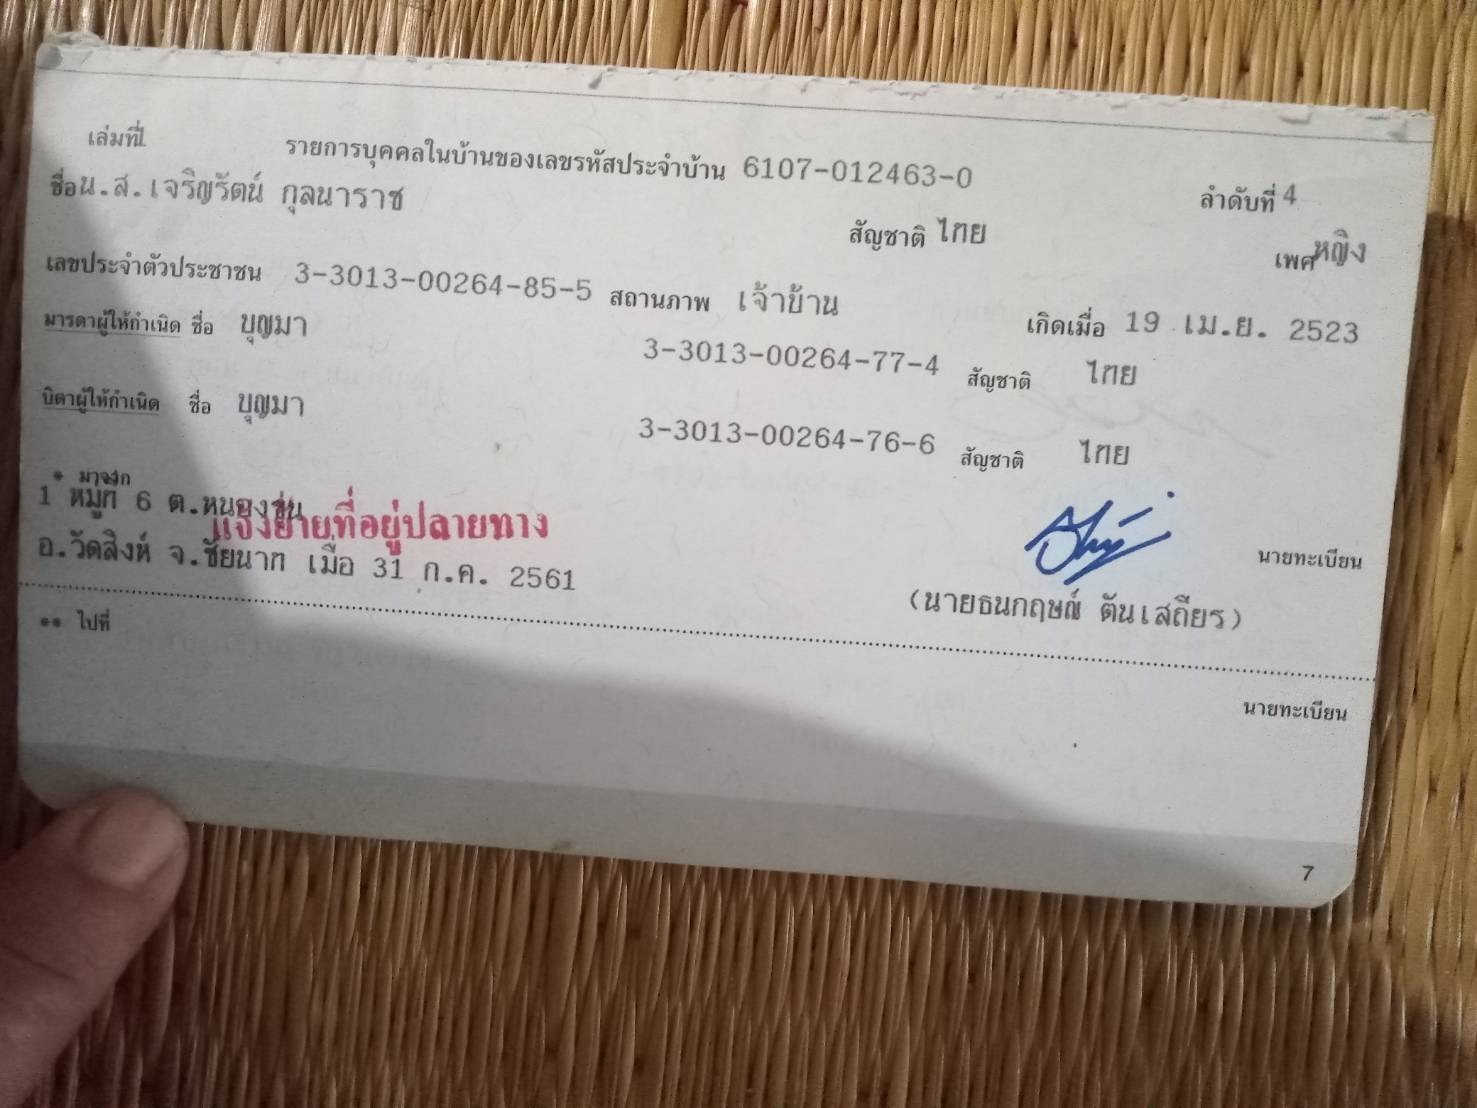 เล่มที่1 รายการบุคคลในบ้านของเลขรหัสประจำบ้าน 6107-012463-0 ลำดับที่ 4
ชื่อ น.ส.เจริญรัตน์ กุลนาราช สัญชาติ ไทย เพศ หญิง
เลขประจำตัวประชาชน 3-3013-00264-85-5 สถานภาพ เจ้าบ้าน เกิดเมื่อ 19 เม.ย. 2523
มารดาผู้ให้กำเนิด ชื่อ บุญมา 3-3013-00264-77-4 สัญชาติ ไทย
บิดาผู้ให้กำเนิด ชื่อ บุญมา 3-3013-00264-76-6 สัญชาติ ไทย
* มาจาก
1 หมู่ที่ 6 ต.หนองขุ่น
แจ้งย้ายที่อยู่ปลายทาง
อ.วัดสิงห์ จ.ชัยนาท เมื่อ 31 ก.ค. 2561
นายทะเบียน
(นายธนกฤษณ์ ตันเสถียร)
** ไปที่
นายทะเบียน
7